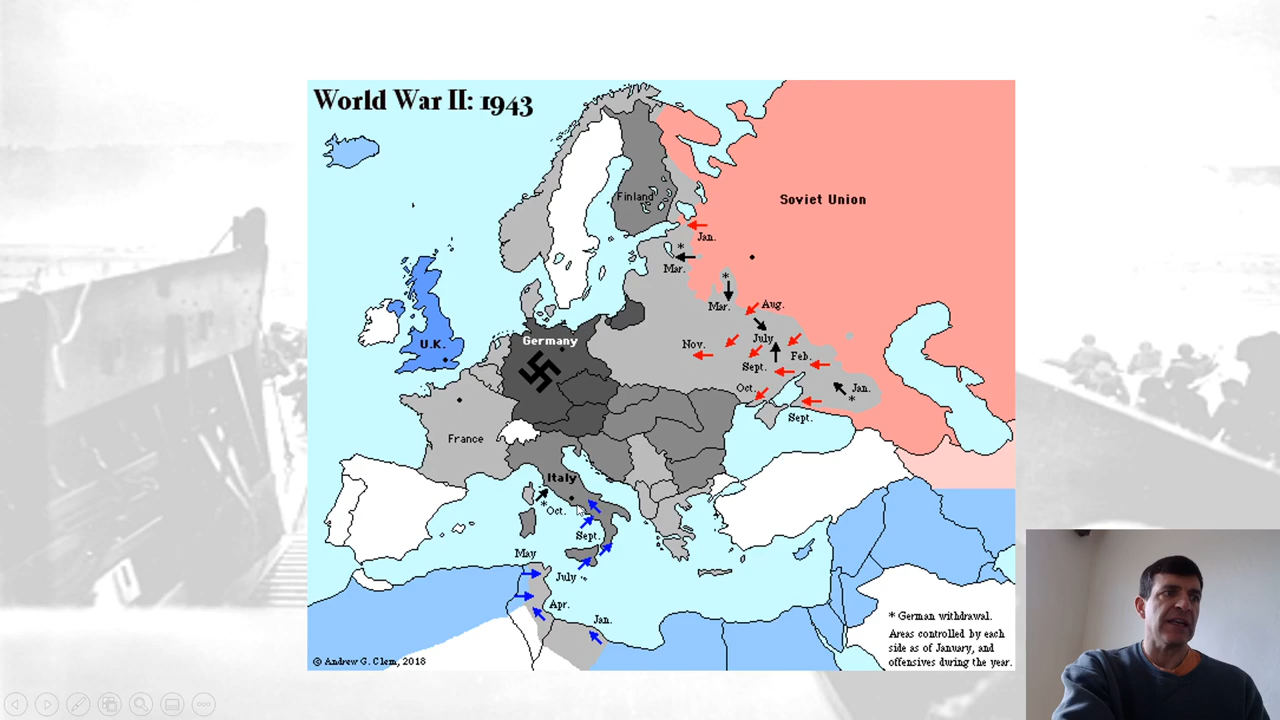 World War II: 1943
Soviet Union
Finland
Jan.
*
Mar.
*
Mar.
Aug.
U.K.
Germany
July
Nov.
Feb.
Sept.
Oct.
Jan.
*
Sept.
France
Italy
*
Oct.
Sept.
May
July
Apr.
Jan.
* German withdrawal.
Areas controlled by each
side as of January, and
offensives during the year.
© Andrew G. Clem, 2018